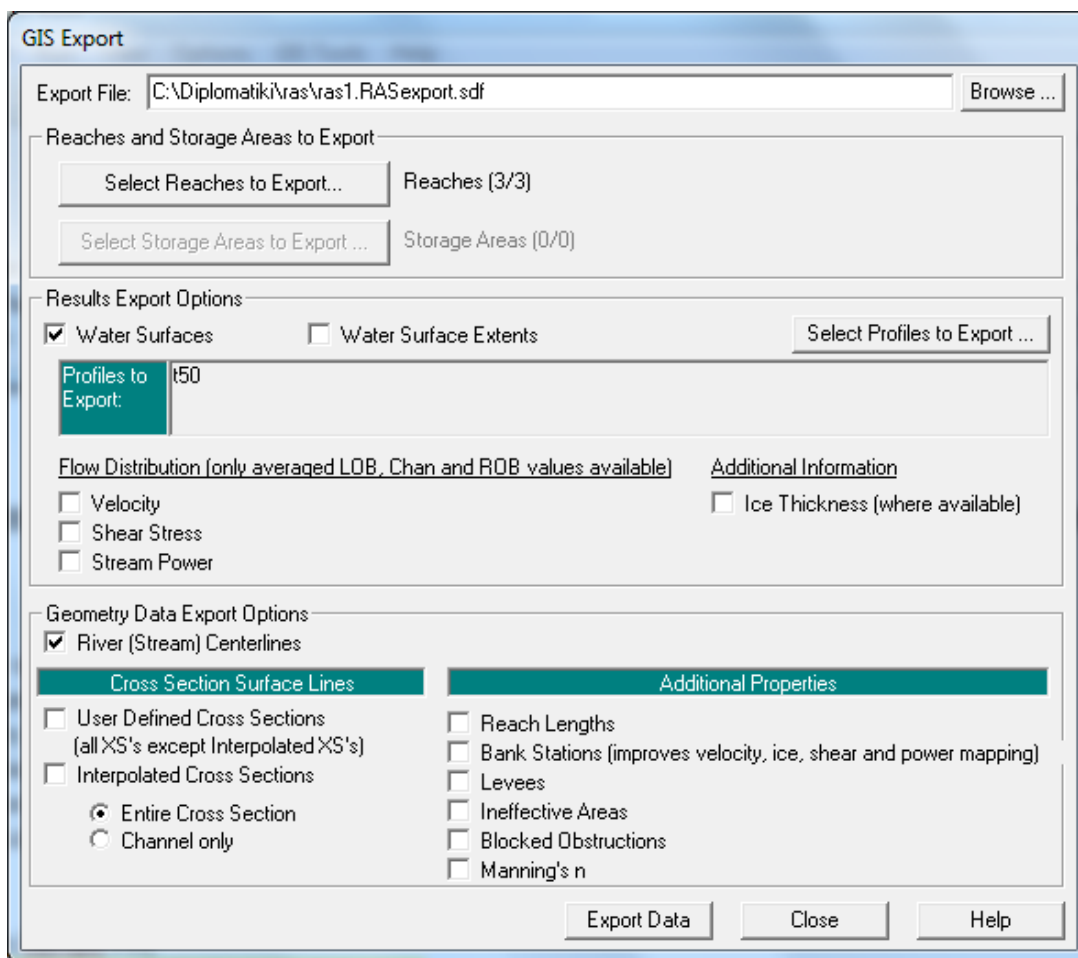 GIS Export
Export File: C:\Diplomatiki\ras\ras1.RASexport.sdf Browse ...
Reaches and Storage Areas to Export
Select Reaches to Export... Reaches (3/3)
Select Storage Areas to Export ... Storage Areas (0/0)
Results Export Options
Water Surfaces Water Surface Extents Select Profiles to Export ...
Profiles to Export: t50
Flow Distribution (only averaged LOB, Chan and ROB values available) Additional Information
Velocity Ice Thickness (where available)
Shear Stress
Stream Power
Geometry Data Export Options
River (Stream) Centerlines
Cross Section Surface Lines Additional Properties
User Defined Cross Sections Reach Lengths
(all XS's except Interpolated XS's) Bank Stations (improves velocity, ice, shear and power mapping)
Interpolated Cross Sections Levees
Entire Cross Section Ineffective Areas
Channel only Blocked Obstructions
Manning's n
Export Data Close Help